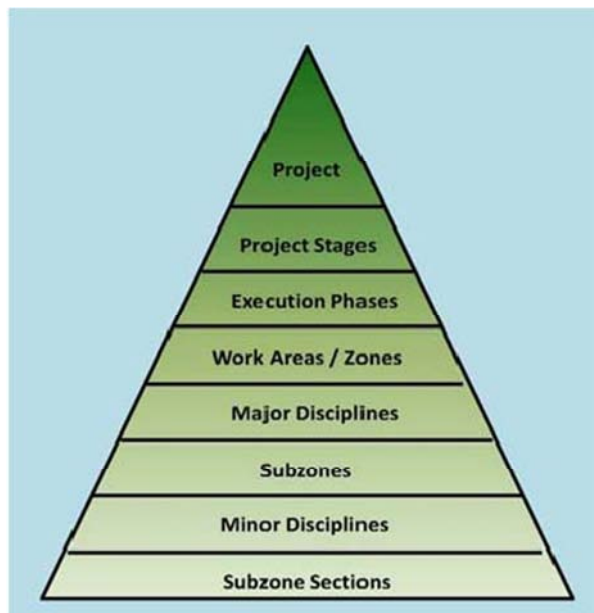 Project
Project Stages
Execution Phases
Work Areas / Zones
Major Disciplines
Subzones
Minor Disciplines
Subzone Sections